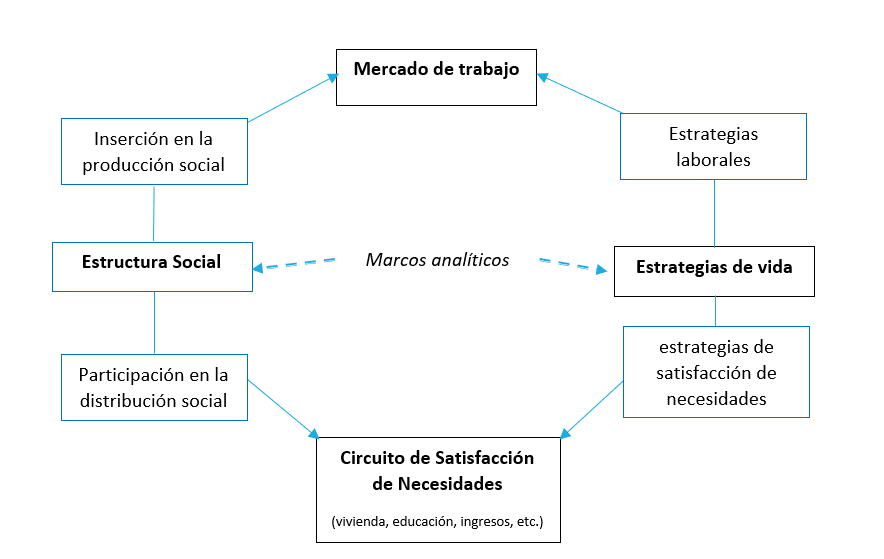 Mercado de trabajo
Inserción en la
producción social
Estrategias
laborales
Estructura Social
Marcos analíticos
Estrategias de vida
Participación en la
distribución social
estrategias de
satisfacción de
necesidades
Circuito de Satisfacción
de Necesidades
(vivienda, educación, ingresos, etc.)